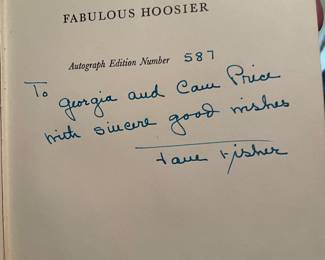 FABULOUS HOOSIER
Autograph Edition Number 587
To
Georgia and Cam Price
with sincere good wishes
Jane Fisher